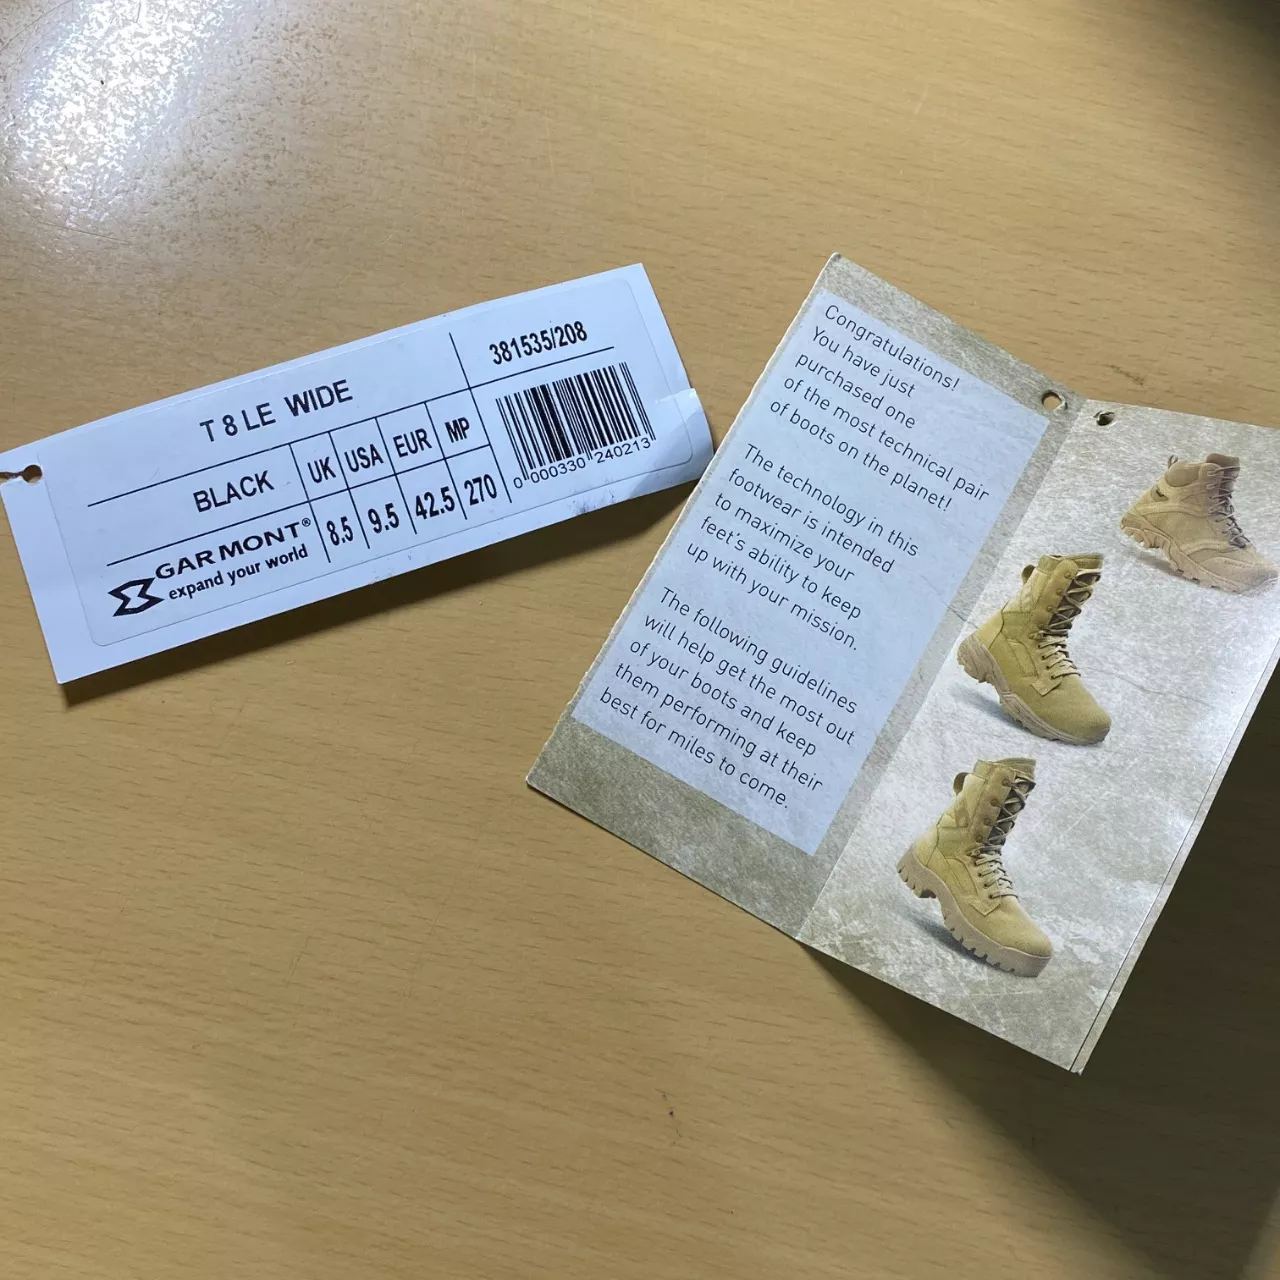 T 8 LE WIDE
381535/208
BLACK
UK USA EUR MP
8.5 9.5 42.5 270
0 000330 240213
GARMONT®
expand your world
Congratulations!
You have just
purchased one
of the most technical pair
of boots on the planet!
The technology in this
footwear is intended
to maximize your
feet's ability to keep
up with your mission.
The following guidelines
will help get the most out
of your boots and keep
them performing at their
best for miles to come.